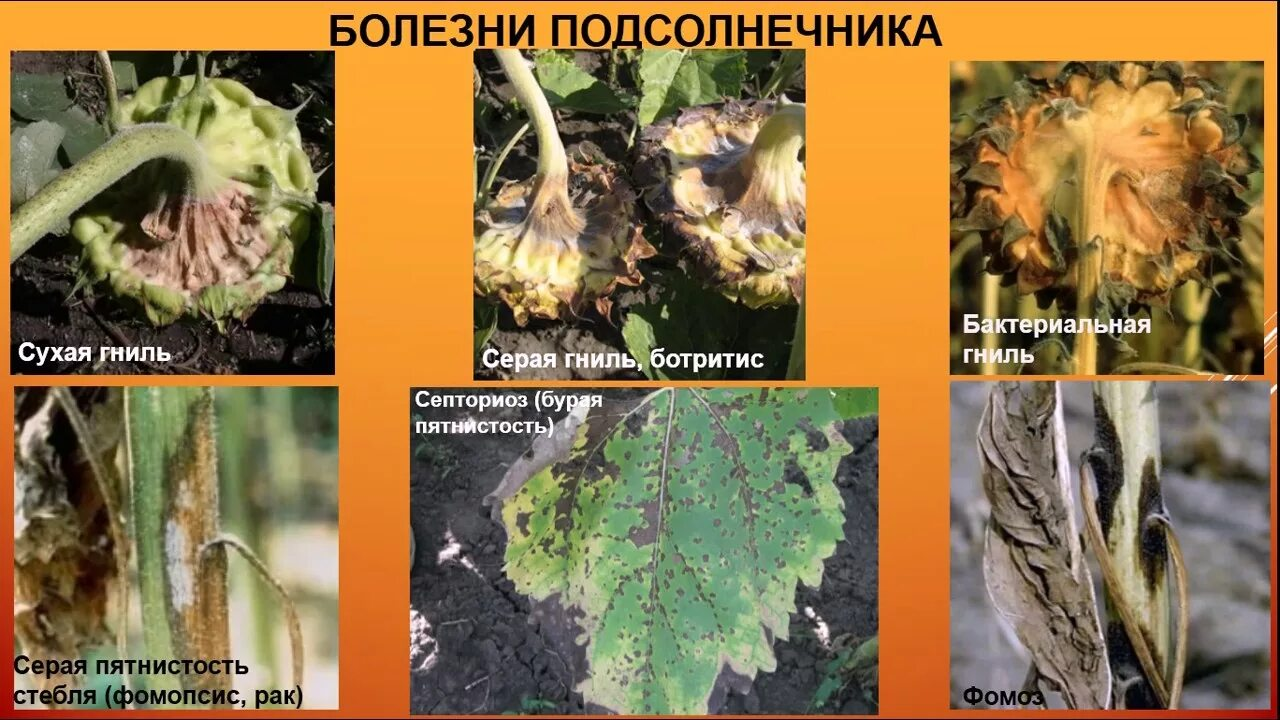 БОЛЕЗНИ ПОДСОЛНЕЧНИКА
Сухая гниль
Серая гниль, ботритис
Бактериальная
гниль
Серая пятнистость
стебля (фомопсис, рак)
Септориоз (бурая
пятнистость)
Фомоз